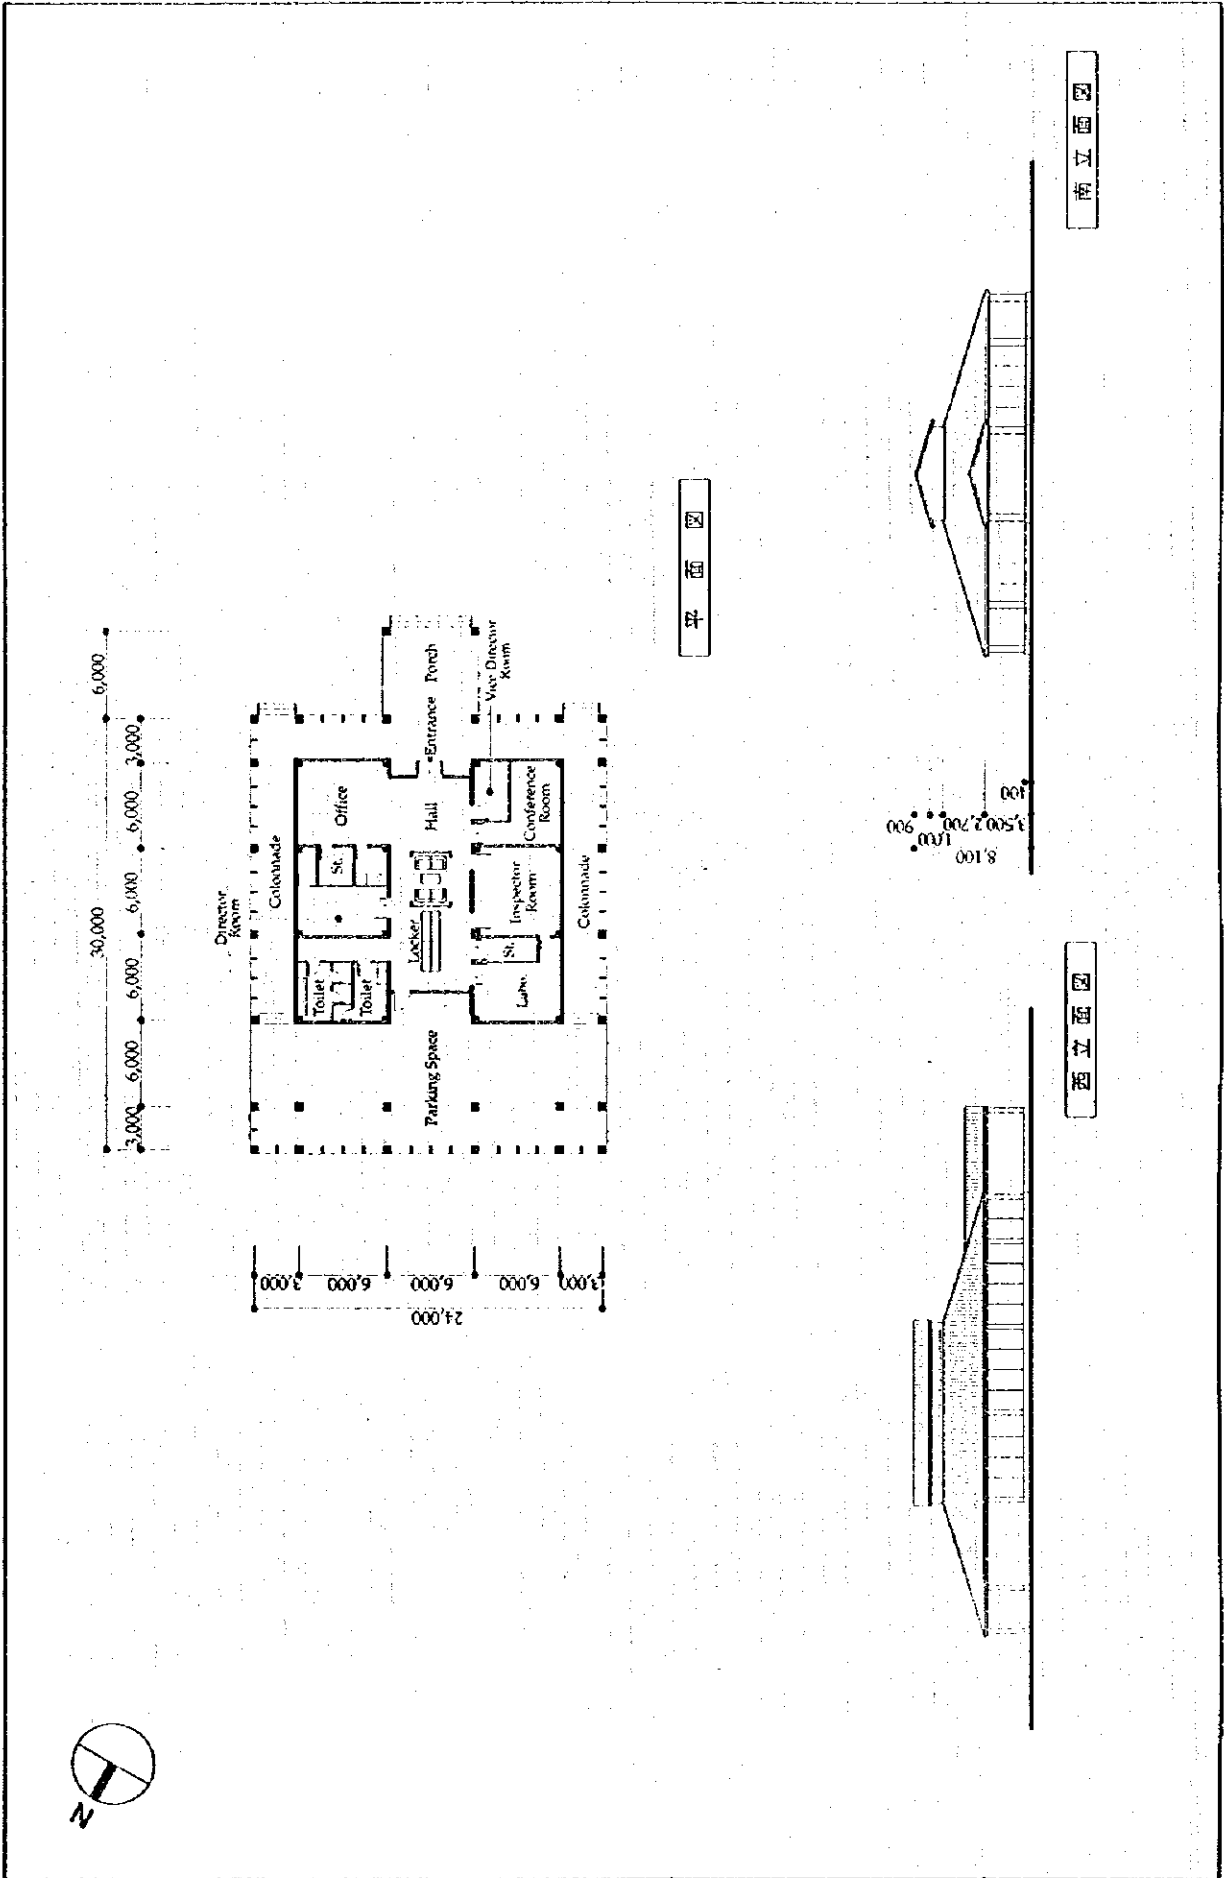 南立面図
6,000
30,000
3,000
6,000
6,000
6,000
6,000
3,000
Director
Room
Colonnade
Office
St.
Toilet
Toilet
Entrance Porch
Hall
Locker
Parking Space
Vice Director
Room
Conference
Room
Inspector
Room
St.
Labo.
Colonnade
平面図
3,000
6,000
6,000
6,000
3,000
24,000
900
1,000
2,700
3,500
400
8,100
西立面図
N